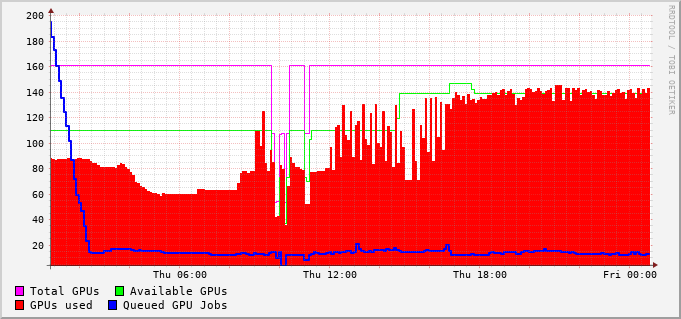 200
180
160
140
120
100
80
60
40
20
Thu 06:00 Thu 12:00 Thu 18:00 Fri 00:00
Total GPUs Available GPUs
GPUs used Queued GPU Jobs
RRDTOOL / TOBI OETIKER